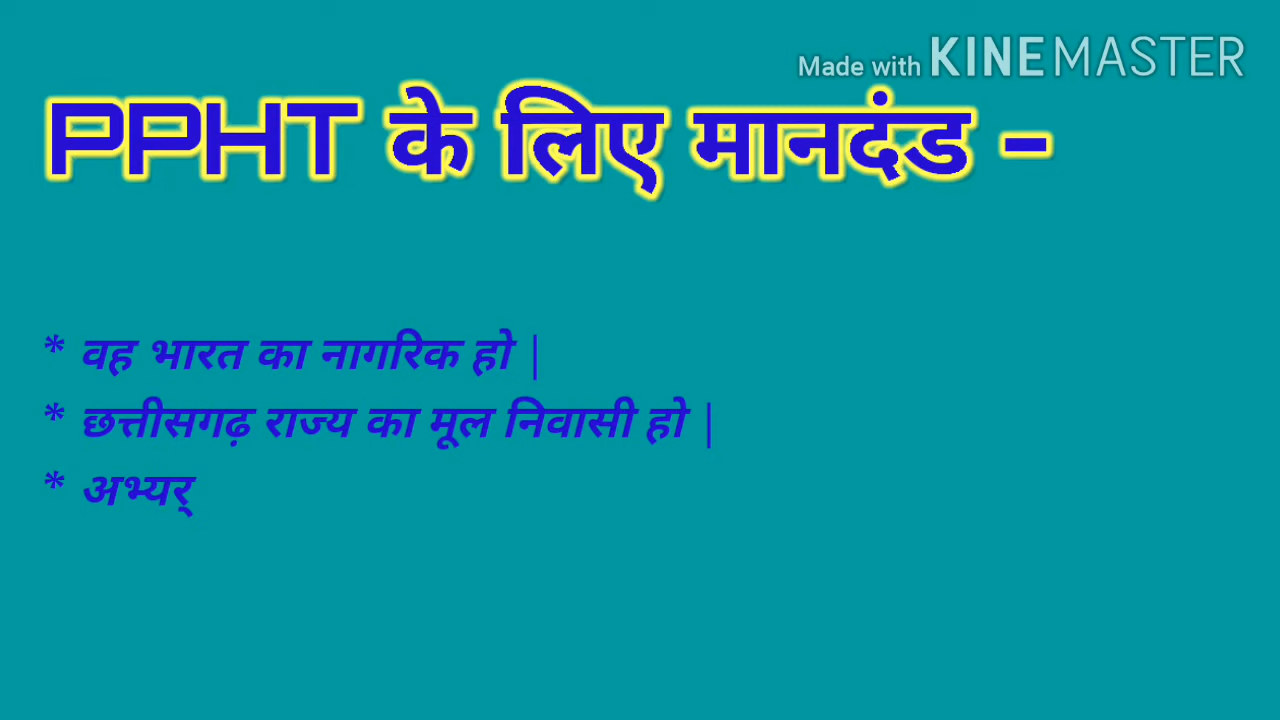 Made with KINEMASTER
PPHT के लिए मानदंड -
* वह भारत का नागरिक हो |
* छत्तीसगढ़ राज्य का मूल निवासी हो |
* अभ्यर्